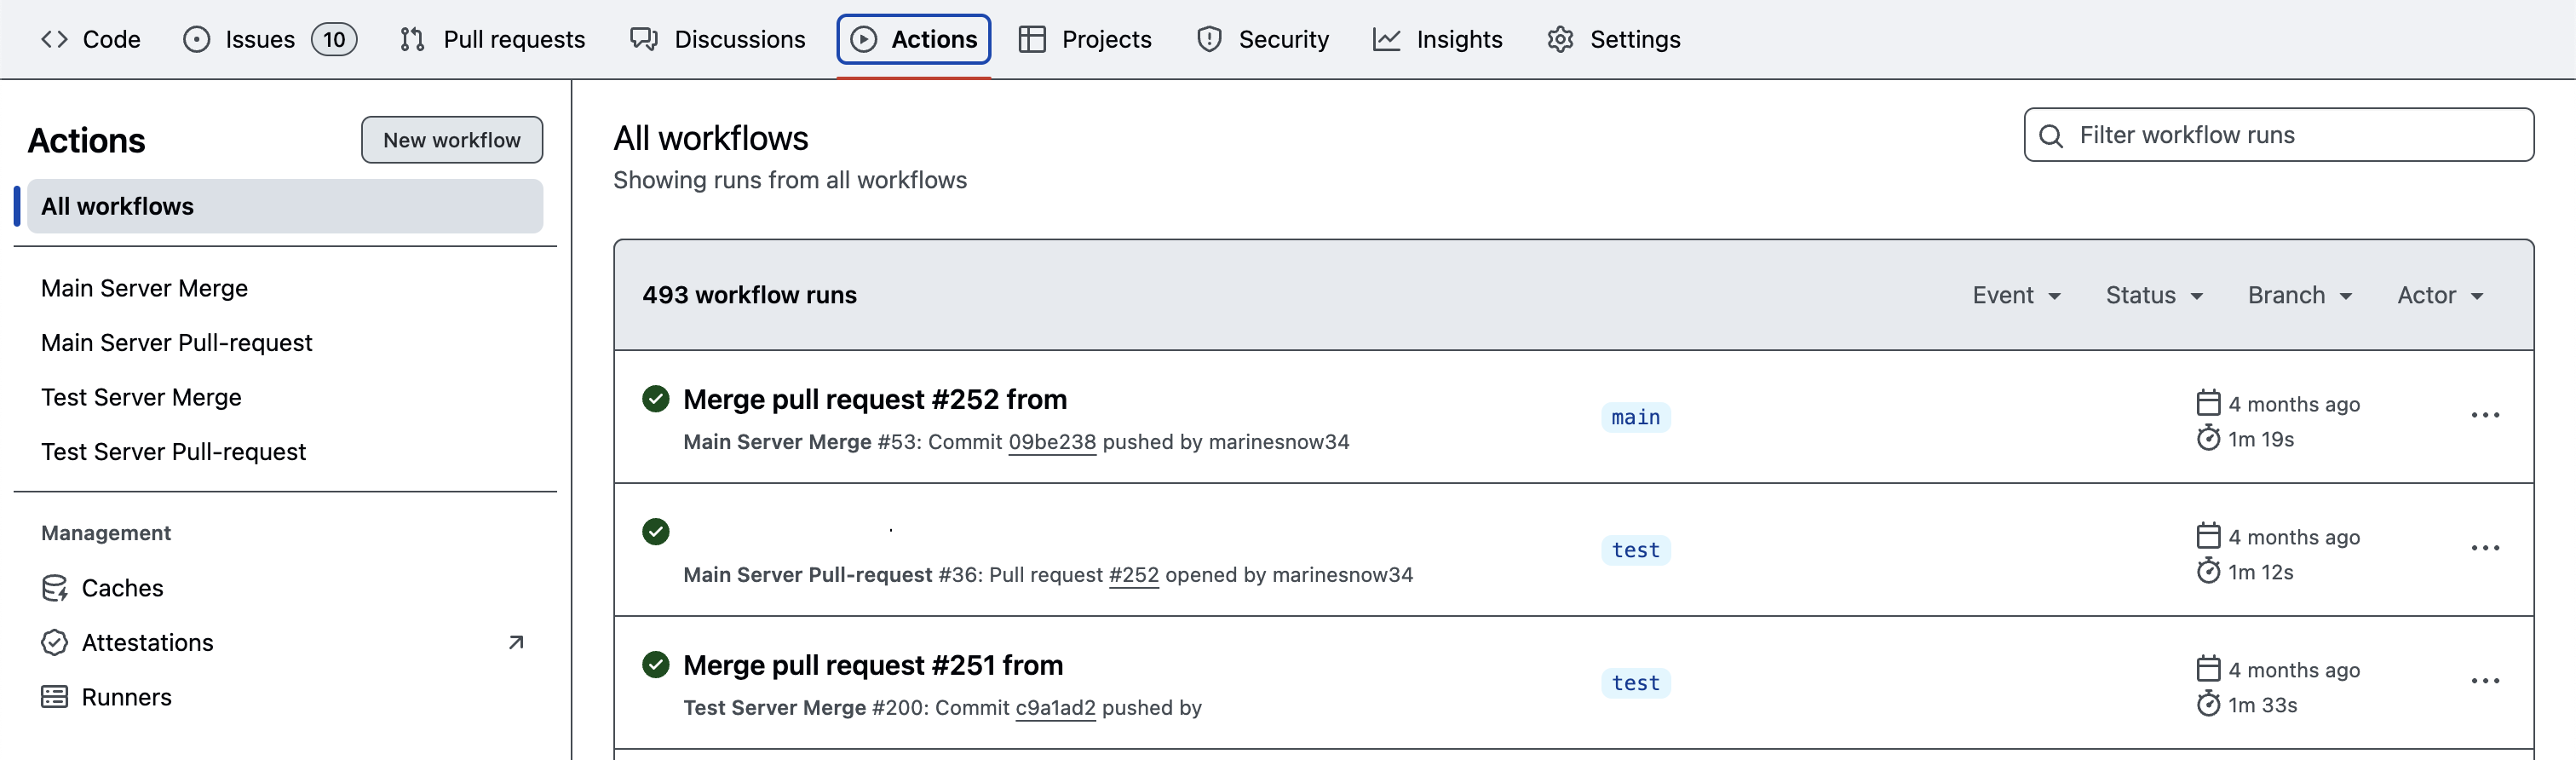 Code Issues 10 Pull requests Discussions Actions Projects Security Insights Settings
Actions
New workflow
All workflows
Main Server Merge
Main Server Pull-request
Test Server Merge
Test Server Pull-request
Management
Caches
Attestations
Runners
All workflows
Showing runs from all workflows
Filter workflow runs
493 workflow runs
Event Status Branch Actor
Merge pull request #252 from
Main Server Merge #53: Commit 09be238 pushed by marinesnow34
main
4 months ago
1m 19s
Main Server Pull-request #36: Pull request #252 opened by marinesnow34
test
4 months ago
1m 12s
Merge pull request #251 from
Test Server Merge #200: Commit c9a1ad2 pushed by
test
4 months ago
1m 33s